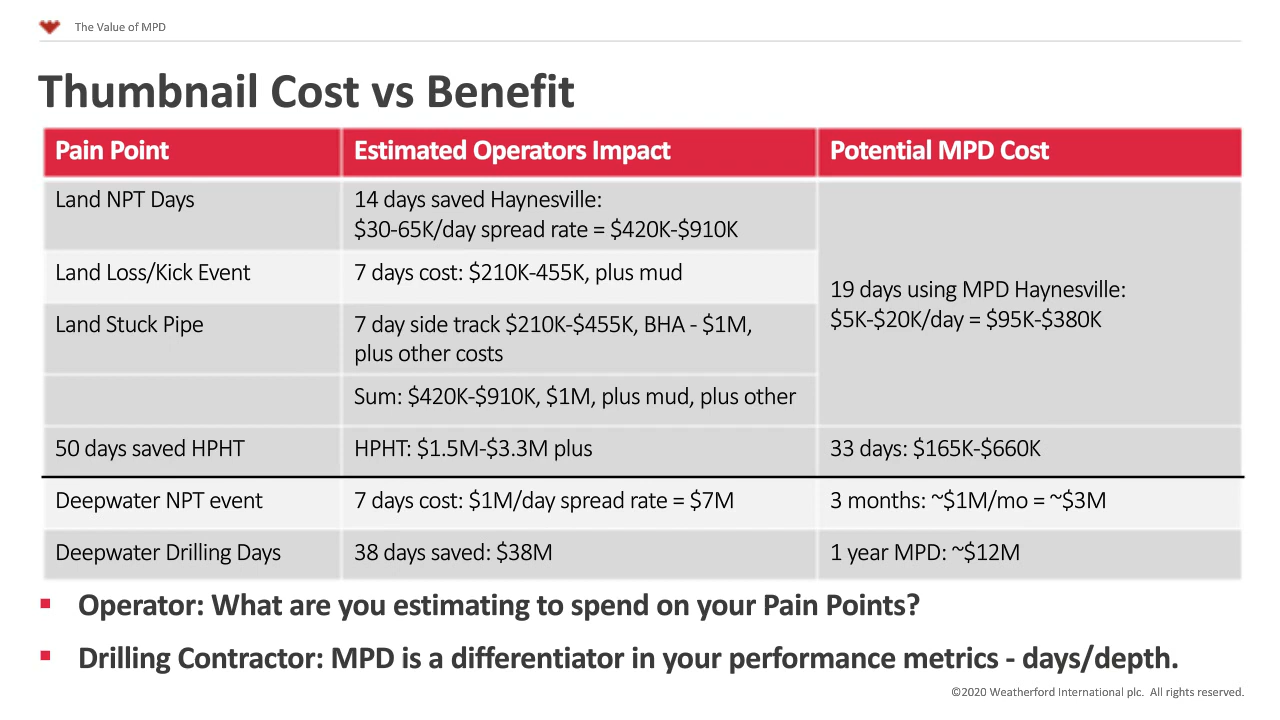 The Value of MPD
Thumbnail Cost vs Benefit
Pain Point
Estimated Operators Impact
Potential MPD Cost
Land NPT Days
14 days saved Haynesville:
$30-65K/day spread rate = $420K-$910K
Land Loss/Kick Event
7 days cost: $210K-455K, plus mud
Land Stuck Pipe
7 day side track $210K-$455K, BHA - $1M,
plus other costs
Sum: $420K-$910K, $1M, plus mud, plus other
19 days using MPD Haynesville:
$5K-$20K/day = $95K-$380K
50 days saved HPHT
HPHT: $1.5M-$3.3M plus
33 days: $165K-$660K
Deepwater NPT event
7 days cost: $1M/day spread rate = $7M
3 months: ~$1M/mo = ~$3M
Deepwater Drilling Days
38 days saved: $38M
1 year MPD: ~$12M
▪ Operator: What are you estimating to spend on your Pain Points?
▪ Drilling Contractor: MPD is a differentiator in your performance metrics - days/depth.
©2020 Weatherford International plc. All rights reserved.